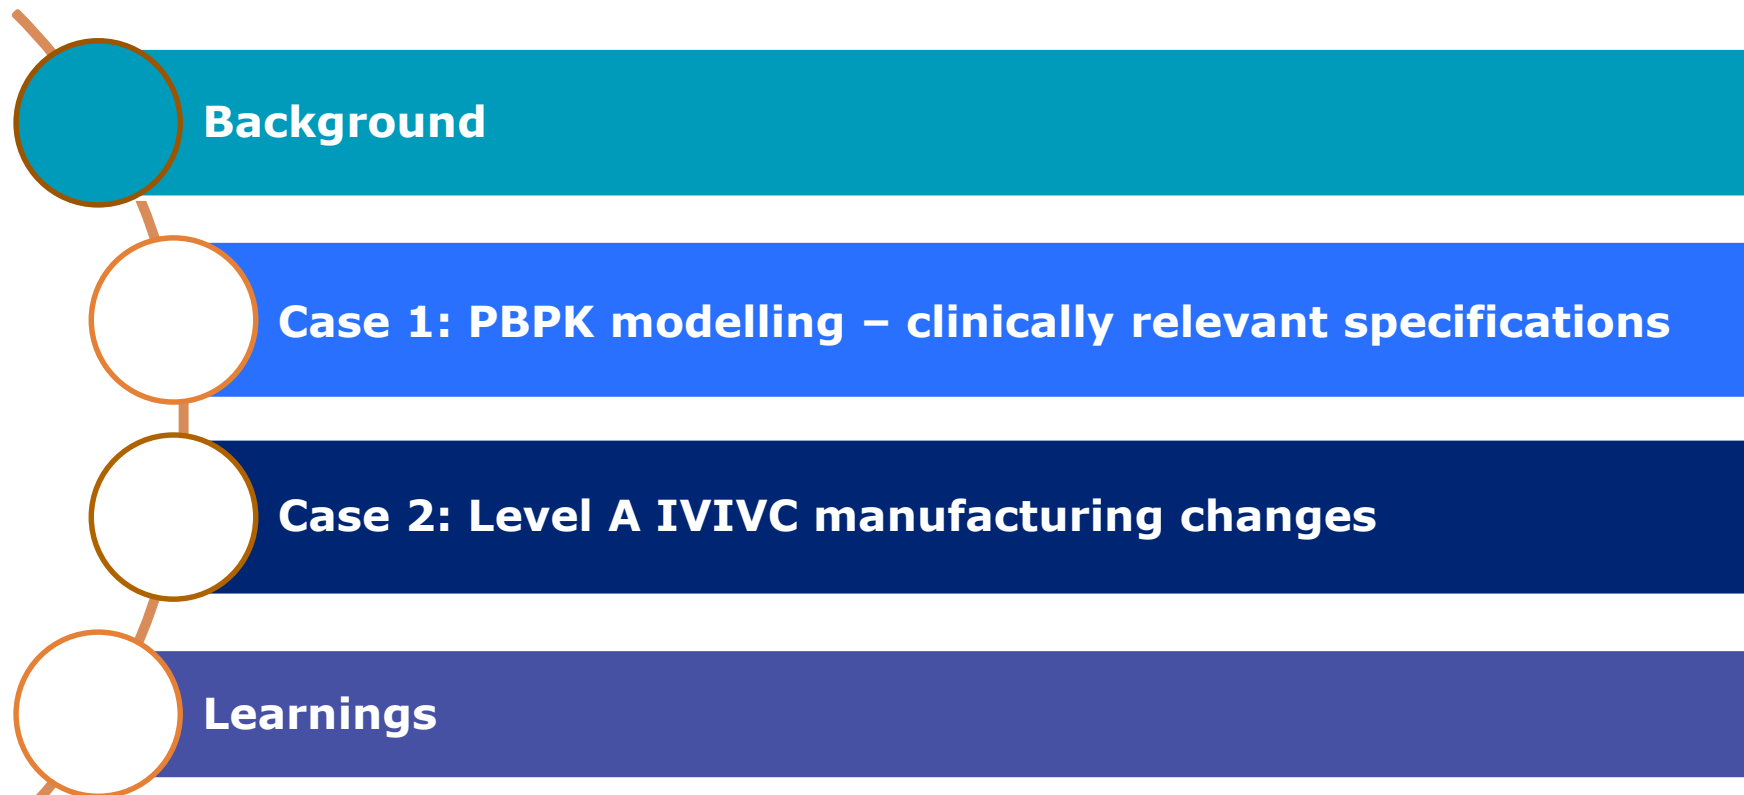 Background
Case 1: PBPK modelling – clinically relevant specifications
Case 2: Level A IVIVC manufacturing changes
Learnings